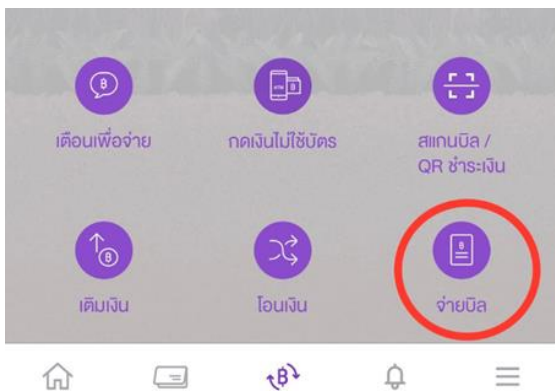 เตือนเพื่อจ่าย
กดเงินไม่ใช้บัตร
สแกนบิล /
QR ชำระเงิน
เติมเงิน
โอนเงิน
จ่ายบิล